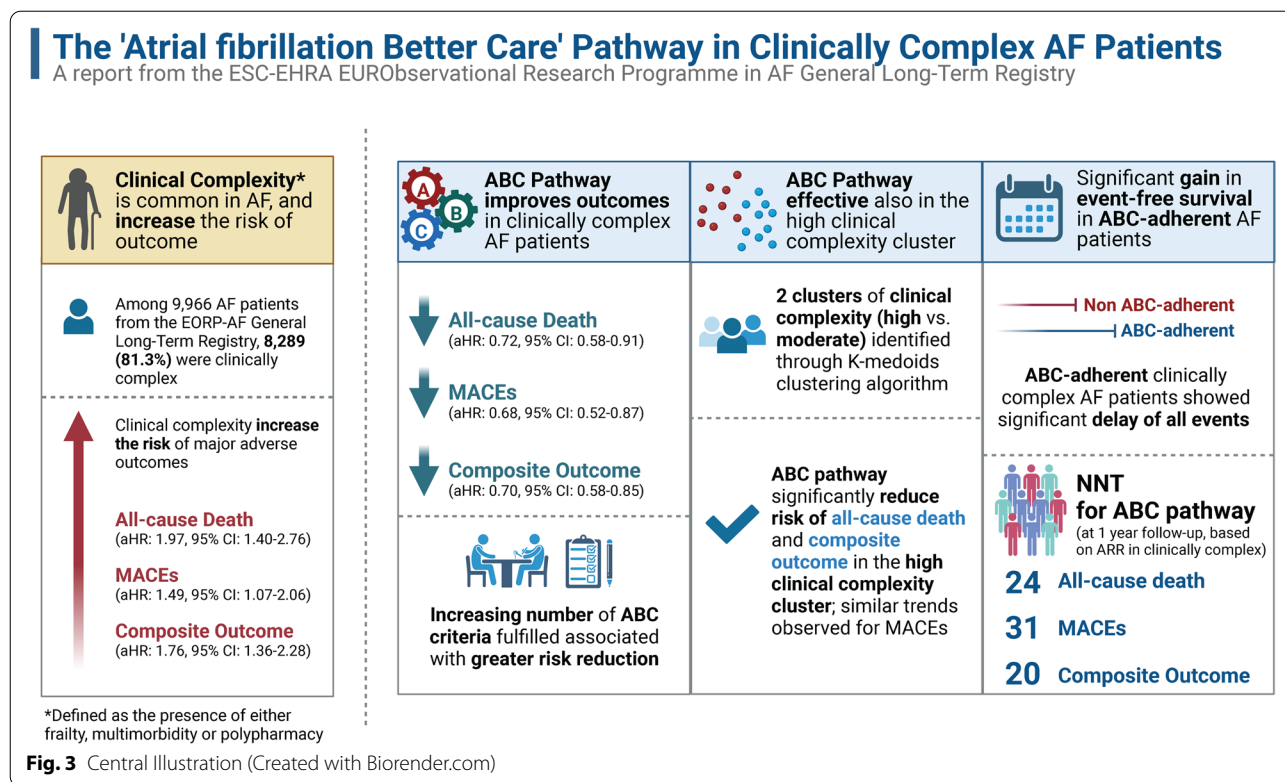 The 'Atrial fibrillation Better Care' Pathway in Clinically Complex AF Patients
A report from the ESC-EHRA EURObservational Research Programme in AF General Long-Term Registry
Clinical Complexity*
is common in AF, and
increase the risk of
outcome
Among 9,966 AF patients
from the EORP-AF General
Long-Term Registry, 8,289
(81.3%) were clinically
complex
Clinical complexity increase
the risk of major adverse
outcomes
All-cause Death
(aHR: 1.97, 95% CI: 1.40-2.76)
MACEs
(aHR: 1.49, 95% CI: 1.07-2.06)
Composite Outcome
(aHR: 1.76, 95% CI: 1.36-2.28)
*Defined as the presence of either
frailty, multimorbidity or polypharmacy
A
B
C
ABC Pathway
improves outcomes
in clinically complex
AF patients
All-cause Death
(aHR: 0.72, 95% CI: 0.58-0.91)
MACEs
(aHR: 0.68, 95% CI: 0.52-0.87)
Composite Outcome
(aHR: 0.70, 95% CI: 0.58-0.85)
Increasing number of ABC
criteria fulfilled associated
with greater risk reduction
ABC Pathway
effective also in the
high clinical
complexity cluster
2 clusters of clinical
complexity (high vs.
moderate) identified
through K-medoids
clustering algorithm
ABC pathway
significantly reduce
risk of all-cause death
and composite
outcome in the high
clinical complexity
cluster; similar trends
observed for MACEs
Significant gain in
event-free survival
in ABC-adherent AF
patients
Non ABC-adherent
ABC-adherent
ABC-adherent clinically
complex AF patients showed
significant delay of all events
NNT
for ABC pathway
(at 1 year follow-up, based
on ARR in clinically complex)
24 All-cause death
31 MACEs
20 Composite Outcome
Fig. 3 Central Illustration (Created with Biorender.com)